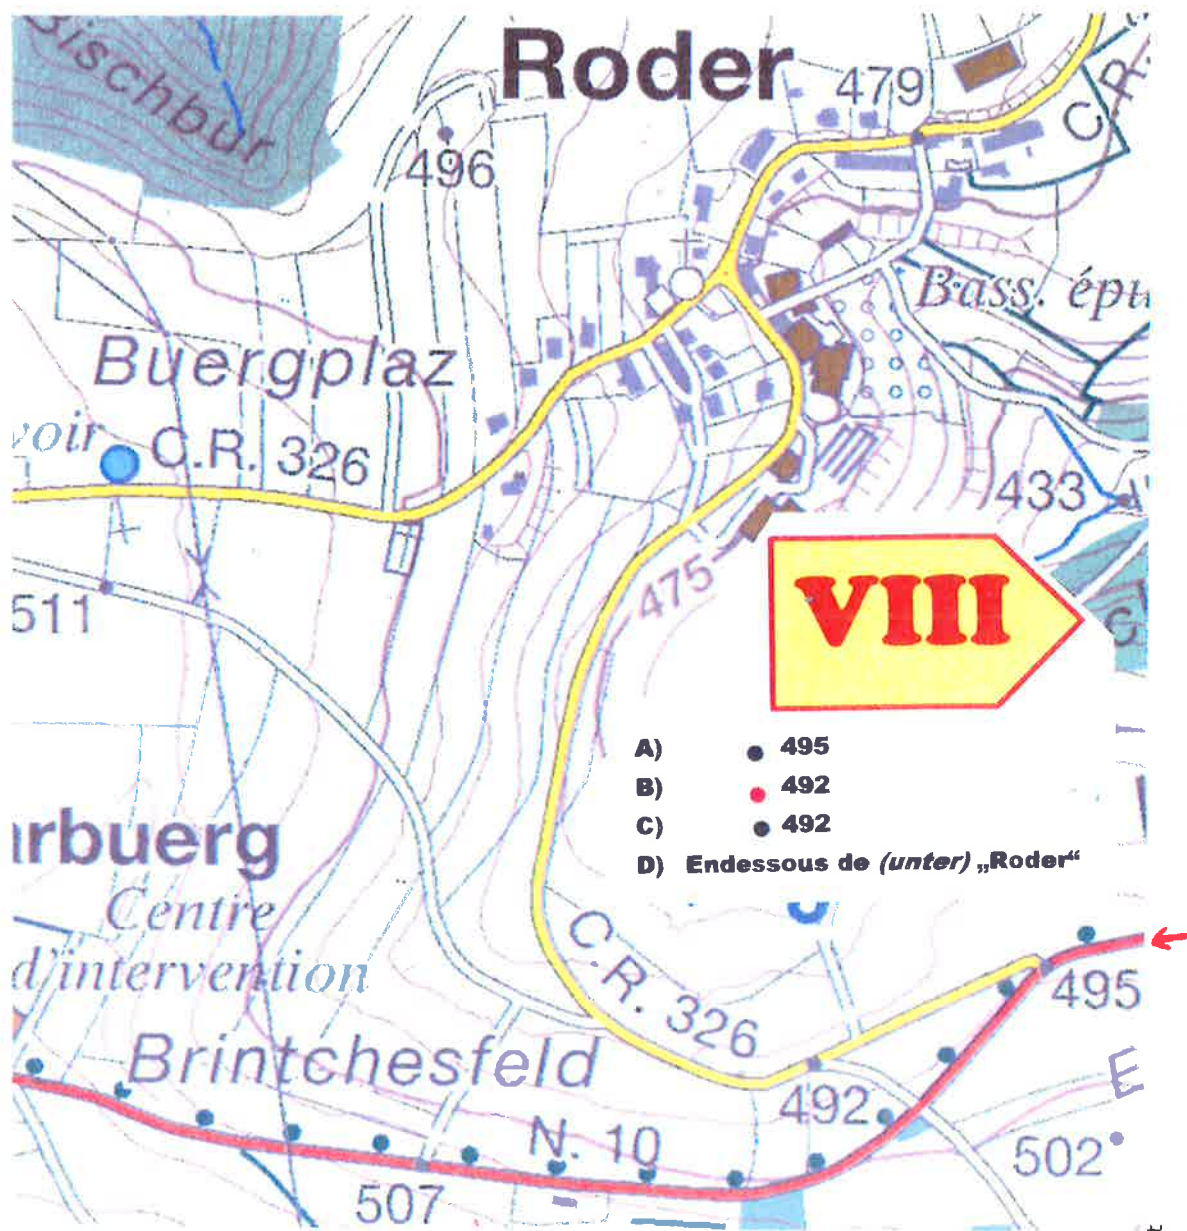 Bischbur
Roder
479
C.R.
496
Bass. épu
Buergplaz
voir
C.R. 326
433
475
511
VIII
A) 495
B) 492
C) 492
D) Endessous de (unter) „Roder“
arbuerg
Centre
d'intervention
C.R. 326
495
Brintchesfeld
E
492
N. 10
502
507